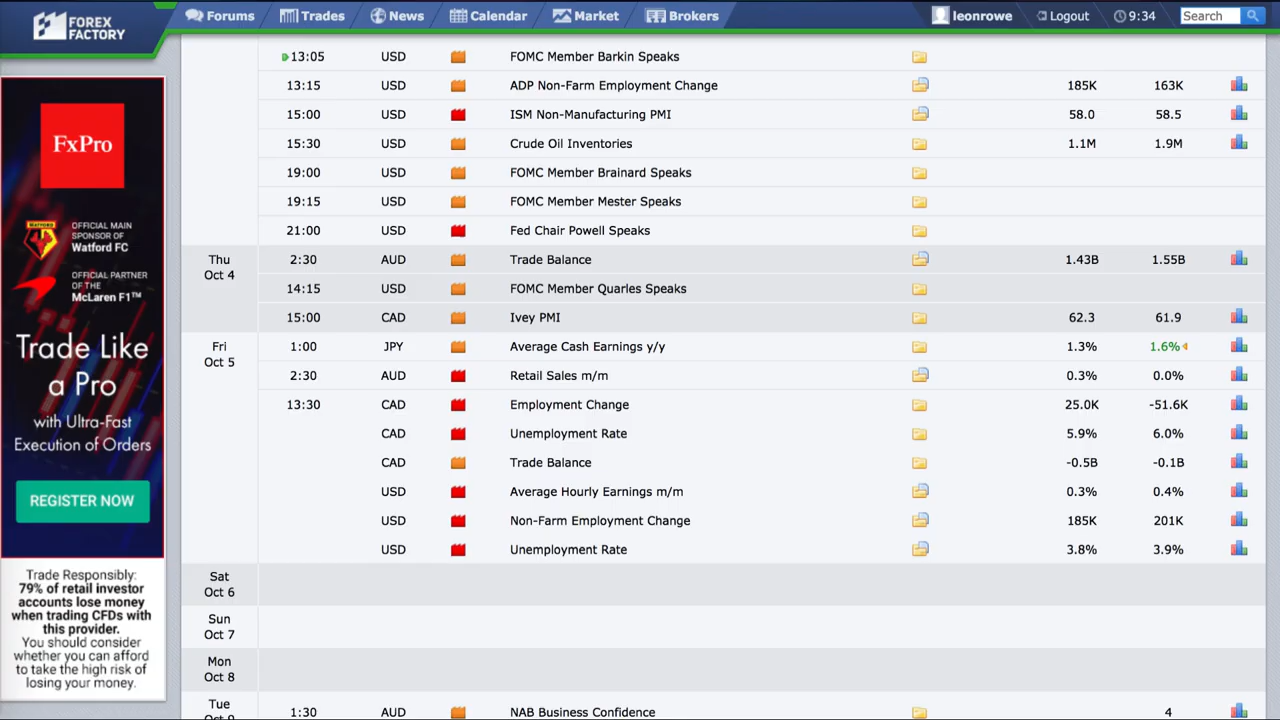 FOREX
FACTORY
Forums
Trades
News
Calendar
Market
Brokers
leonrowe
Logout
9:34
Search
FxPro
WATFORD
OFFICIAL MAIN
SPONSOR OF
Watford FC
OFFICIAL PARTNER
OF THE
McLaren F1™
Trade Like
a Pro
with Ultra-Fast
Execution of Orders
REGISTER NOW
Trade Responsibly:
79% of retail investor
accounts lose money
when trading CFDs with
this provider.
You should consider
whether you can afford
to take the high risk of
losing your money.
13:05 USD FOMC Member Barkin Speaks
13:15 USD ADP Non-Farm Employment Change 185K 163K
15:00 USD ISM Non-Manufacturing PMI 58.0 58.5
15:30 USD Crude Oil Inventories 1.1M 1.9M
19:00 USD FOMC Member Brainard Speaks
19:15 USD FOMC Member Mester Speaks
21:00 USD Fed Chair Powell Speaks
Thu
Oct 4
2:30 AUD Trade Balance 1.43B 1.55B
14:15 USD FOMC Member Quarles Speaks
15:00 CAD Ivey PMI 62.3 61.9
Fri
Oct 5
1:00 JPY Average Cash Earnings y/y 1.3% 1.6%
2:30 AUD Retail Sales m/m 0.3% 0.0%
13:30 CAD Employment Change 25.0K -51.6K
CAD Unemployment Rate 5.9% 6.0%
CAD Trade Balance -0.5B -0.1B
USD Average Hourly Earnings m/m 0.3% 0.4%
USD Non-Farm Employment Change 185K 201K
USD Unemployment Rate 3.8% 3.9%
Sat
Oct 6
Sun
Oct 7
Mon
Oct 8
Tue
Oct 9
1:30 AUD NAB Business Confidence 4